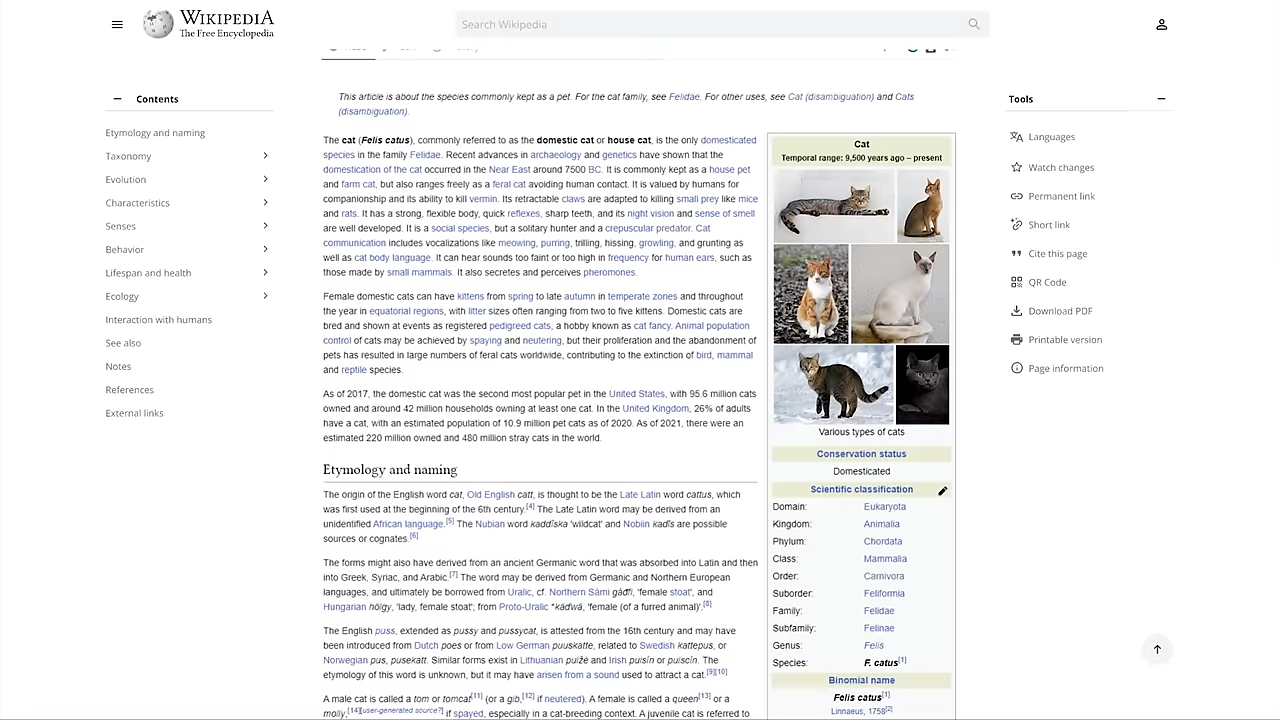 WIKIPEDIA
The Free Encyclopedia
Search Wikipedia
Contents
Etymology and naming
Taxonomy
Evolution
Characteristics
Senses
Behavior
Lifespan and health
Ecology
Interaction with humans
See also
Notes
References
External links
This article is about the species commonly kept as a pet. For the cat family, see Felidae. For other uses, see Cat (disambiguation) and Cats
(disambiguation).
The cat (Felis catus), commonly referred to as the domestic cat or house cat, is the only domesticated
species in the family Felidae. Recent advances in archaeology and genetics have shown that the
domestication of the cat occurred in the Near East around 7500 BC. It is commonly kept as a house pet
and farm cat, but also ranges freely as a feral cat avoiding human contact. It is valued by humans for
companionship and its ability to kill vermin. Its retractable claws are adapted to killing small prey like mice
and rats. It has a strong, flexible body, quick reflexes, sharp teeth, and its night vision and sense of smell
are well developed. It is a social species, but a solitary hunter and a crepuscular predator. Cat
communication includes vocalizations like meowing, purring, trilling, hissing, growling, and grunting as
well as cat body language. It can hear sounds too faint or too high in frequency for human ears, such as
those made by small mammals. It also secretes and perceives pheromones.
Female domestic cats can have kittens from spring to late autumn in temperate zones and throughout
the year in equatorial regions, with litter sizes often ranging from two to five kittens. Domestic cats are
bred and shown at events as registered pedigreed cats, a hobby known as cat fancy. Animal population
control of cats may be achieved by spaying and neutering, but their proliferation and the abandonment of
pets has resulted in large numbers of feral cats worldwide, contributing to the extinction of bird, mammal
and reptile species.
As of 2017, the domestic cat was the second most popular pet in the United States, with 95.6 million cats
owned and around 42 million households owning at least one cat. In the United Kingdom, 26% of adults
have a cat, with an estimated population of 10.9 million pet cats as of 2020. As of 2021, there were an
estimated 220 million owned and 480 million stray cats in the world.
Etymology and naming
The origin of the English word cat, Old English catt, is thought to be the Late Latin word cattus, which
was first used at the beginning of the 6th century.[4] The Late Latin word may be derived from an
unidentified African language.[5] The Nubian word kaddîska 'wildcat' and Nobiin kadīs are possible
sources or cognates.[6]
The forms might also have derived from an ancient Germanic word that was absorbed into Latin and then
into Greek, Syriac, and Arabic.[7] The word may be derived from Germanic and Northern European
languages, and ultimately be borrowed from Uralic, cf. Northern Sámi gáđfi, 'female stoat', and
Hungarian hölgy, 'lady, female stoat'; from Proto-Uralic *käďwä, 'female (of a furred animal)'.[8]
The English puss, extended as pussy and pussycat, is attested from the 16th century and may have
been introduced from Dutch poes or from Low German puuskatte, related to Swedish kattepus, or
Norwegian pus, pusekatt. Similar forms exist in Lithuanian puižė and Irish puisín or puiscín. The
etymology of this word is unknown, but it may have arisen from a sound used to attract a cat.[9][10]
A male cat is called a tom or tomcat[11] (or a gib,[12] if neutered). A female is called a queen[13] or a
molly,[14][user-generated source?] if spayed, especially in a cat-breeding context. A juvenile cat is referred to
Cat
Temporal range: 9,500 years ago – present
Various types of cats
Conservation status
Domesticated
Scientific classification
Domain: Eukaryota
Kingdom: Animalia
Phylum: Chordata
Class: Mammalia
Order: Carnivora
Suborder: Feliformia
Family: Felidae
Subfamily: Felinae
Genus: Felis
Species: F. catus[1]
Binomial name
Felis catus[1]
Linnaeus, 1758[2]
Tools
Languages
Watch changes
Permanent link
Short link
Cite this page
QR Code
Download PDF
Printable version
Page information